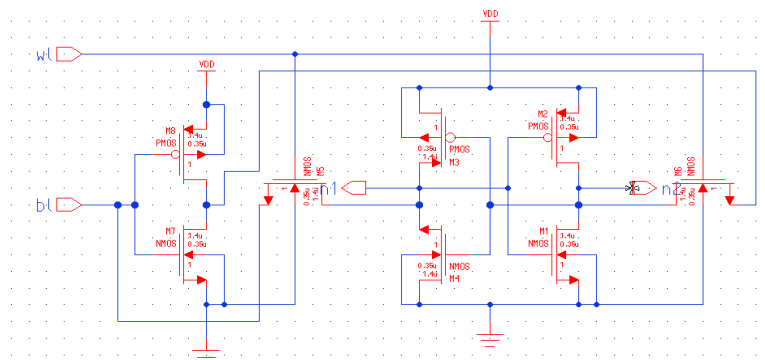 VDD
wl
VDD
M8
PMOS
1.4u
0.35u
1
M3
PMOS
1
0.35u
1.4u
M2
PMOS
1.4u
0.35u
1
NMOS
M5
1
0.35u
1.4u
n1
n2
NMOS
M6
1
0.35u
1.4u
bl
M7
NMOS
1.4u
0.35u
1
NMOS
M4
1
0.35u
1.4u
M1
NMOS
1.4u
0.35u
1